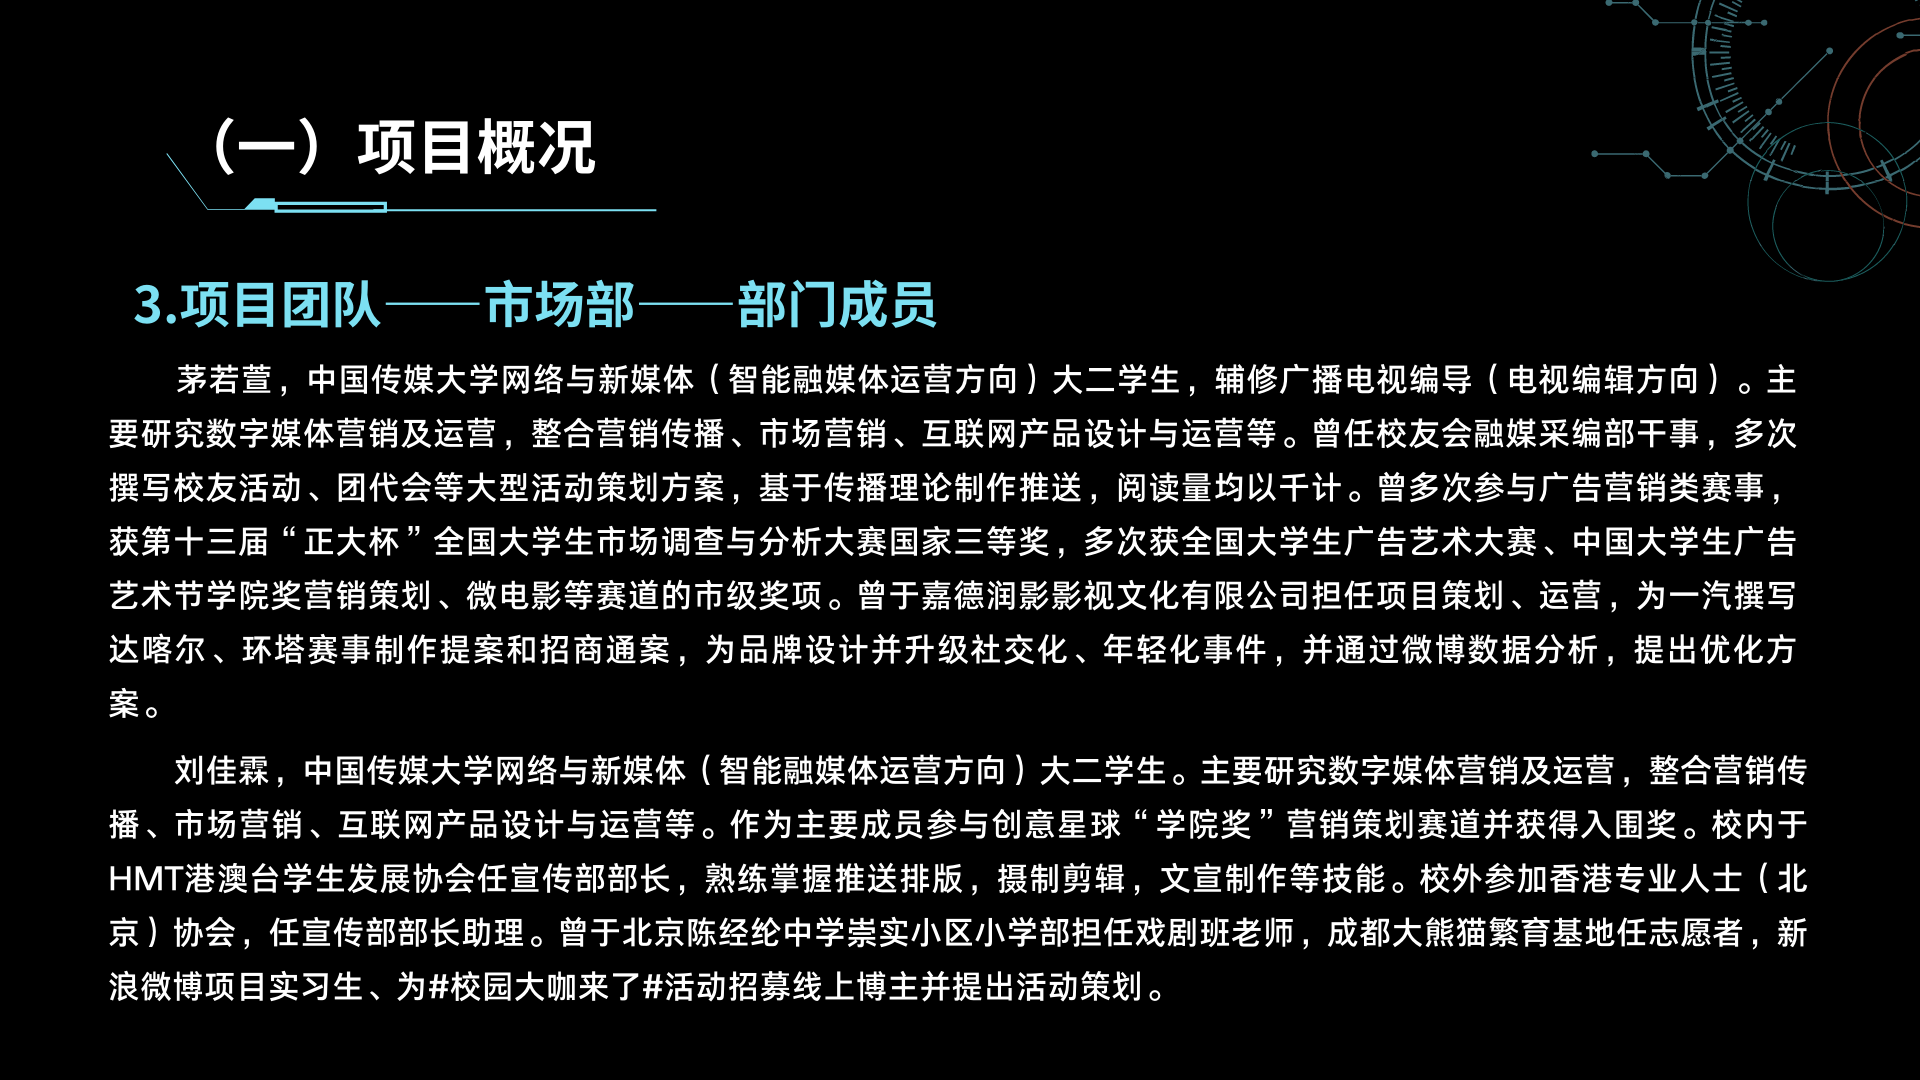 （一）项目概况
3.项目团队——市场部——部门成员
茅若萱，中国传媒大学网络与新媒体（智能融媒体运营方向）大二学生，辅修广播电视编导（电视编辑方向）。主
要研究数字媒体营销及运营，整合营销传播、市场营销、互联网产品设计与运营等。曾任校友会融媒采编部干事，多次
撰写校友活动、团代会等大型活动策划方案，基于传播理论制作推送，阅读量均以千计。曾多次参与广告营销类赛事，
获第十三届“正大杯”全国大学生市场调查与分析大赛国家三等奖，多次获全国大学生广告艺术大赛、中国大学生广告
艺术节学院奖营销策划、微电影等赛道的市级奖项。曾于嘉德润影影视文化有限公司担任项目策划、运营，为一汽撰写
达喀尔、环塔赛事制作提案和招商通案，为品牌设计并升级社交化、年轻化事件，并通过微博数据分析，提出优化方
案。
刘佳霖，中国传媒大学网络与新媒体（智能融媒体运营方向）大二学生。主要研究数字媒体营销及运营，整合营销传
播、市场营销、互联网产品设计与运营等。作为主要成员参与创意星球“学院奖”营销策划赛道并获得入围奖。校内于
HMT港澳台学生发展协会任宣传部部长，熟练掌握推送排版，摄制剪辑，文宣制作等技能。校外参加香港专业人士（北
京）协会，任宣传部部长助理。曾于北京陈经纶中学崇实小区小学部担任戏剧班老师，成都大熊猫繁育基地任志愿者，新
浪微博项目实习生、为#校园大咖来了#活动招募线上博主并提出活动策划。